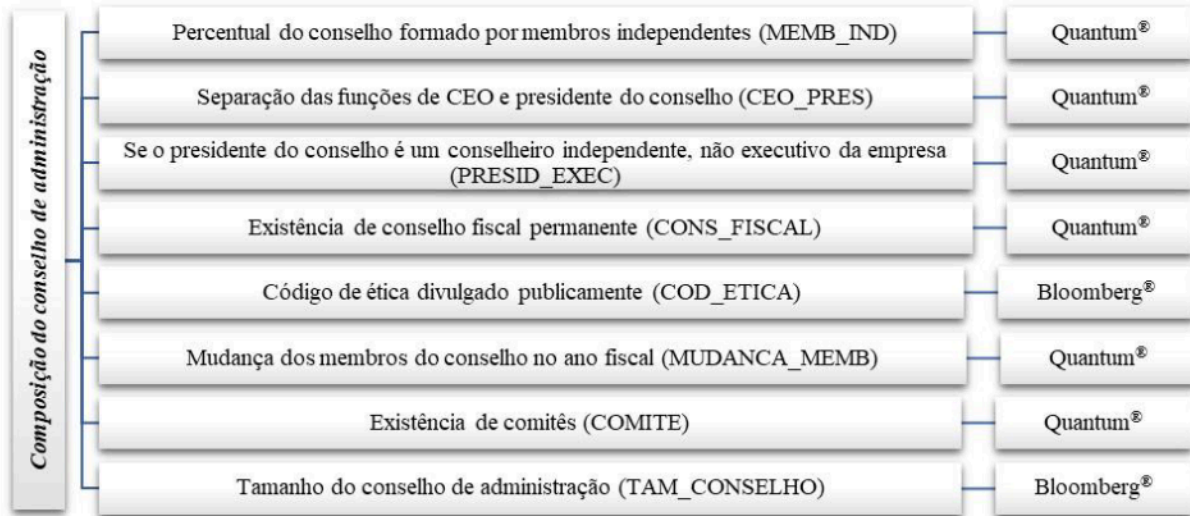 Composição do conselho de administração
Percentual do conselho formado por membros independentes (MEMB_IND)
Quantum®
Separação das funções de CEO e presidente do conselho (CEO_PRES)
Quantum®
Se o presidente do conselho é um conselheiro independente, não executivo da empresa
(PRESID_EXEC)
Quantum®
Existência de conselho fiscal permanente (CONS_FISCAL)
Quantum®
Código de ética divulgado publicamente (COD_ETICA)
Bloomberg®
Mudança dos membros do conselho no ano fiscal (MUDANCA_MEMB)
Quantum®
Existência de comitês (COMITE)
Quantum®
Tamanho do conselho de administração (TAM_CONSELHO)
Bloomberg®